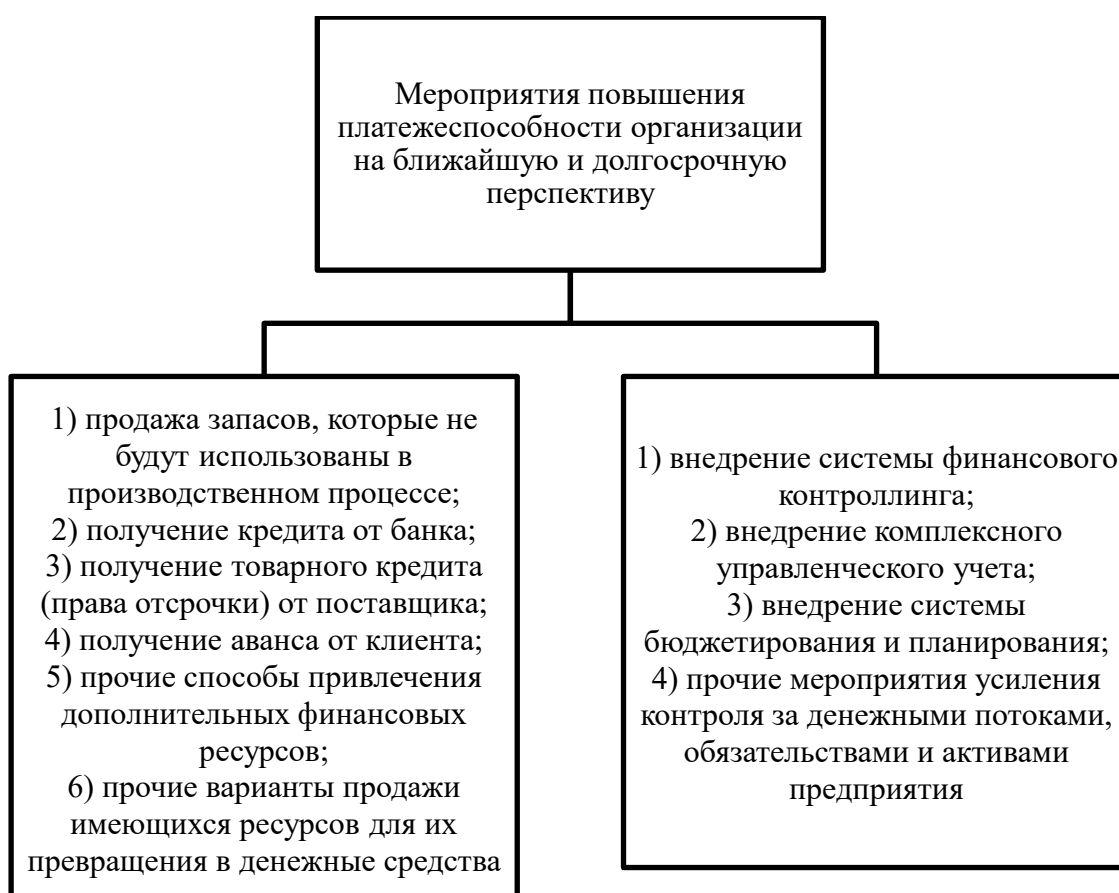 Мероприятия повышения
платежеспособности организации
на ближайшую и долгосрочную
перспективу
1) продажа запасов, которые не
будут использованы в
производственном процессе;
2) получение кредита от банка;
3) получение товарного кредита
(права отсрочки) от поставщика;
4) получение аванса от клиента;
5) прочие способы привлечения
дополнительных финансовых
ресурсов;
6) прочие варианты продажи
имеющихся ресурсов для их
превращения в денежные средства
1) внедрение системы финансового
контроллинга;
2) внедрение комплексного
управленческого учета;
3) внедрение системы
бюджетирования и планирования;
4) прочие мероприятия усиления
контроля за денежными потоками,
обязательствами и активами
предприятия